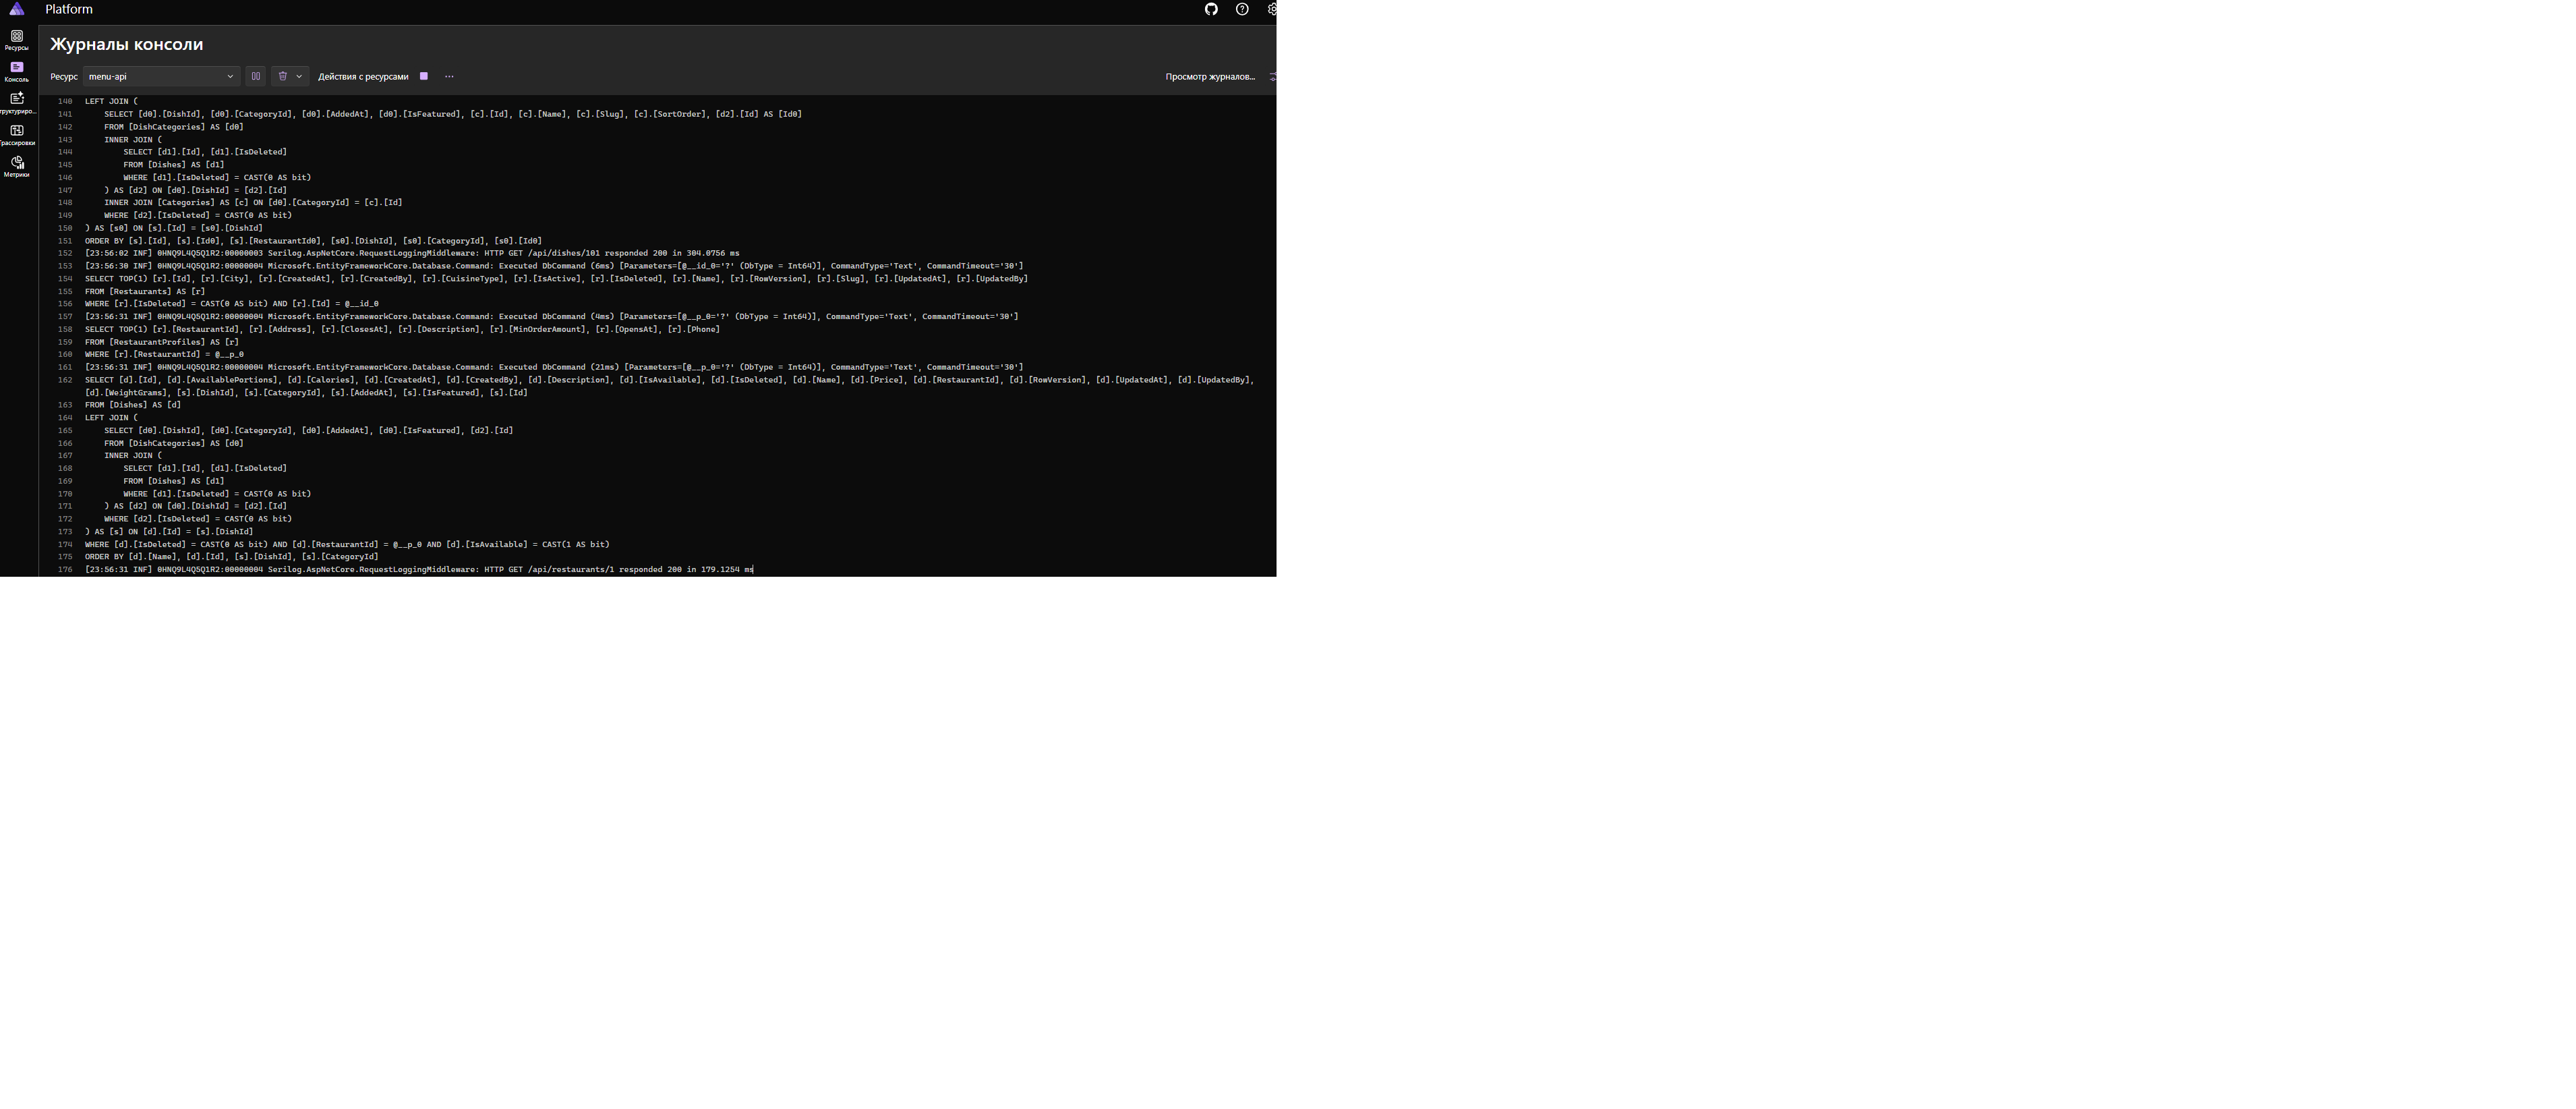 Platform
Ресурсы
Консоль
труктуриро...
Трассировки
Метрики
Журналы консоли
Ресурс menu-api Действия с ресурсами ... Просмотр журналов...
140 LEFT JOIN (
141 SELECT [d0].[DishId], [d0].[CategoryId], [d0].[AddedAt], [d0].[IsFeatured], [c].[Id], [c].[Name], [c].[Slug], [c].[SortOrder], [d2].[Id] AS [Id0]
142 FROM [DishCategories] AS [d0]
143 INNER JOIN (
144 SELECT [d1].[Id], [d1].[IsDeleted]
145 FROM [Dishes] AS [d1]
146 WHERE [d1].[IsDeleted] = CAST(0 AS bit)
147 ) AS [d2] ON [d0].[DishId] = [d2].[Id]
148 INNER JOIN [Categories] AS [c] ON [d0].[CategoryId] = [c].[Id]
149 WHERE [d2].[IsDeleted] = CAST(0 AS bit)
150 ) AS [s0] ON [s].[Id] = [s0].[DishId]
151 ORDER BY [s].[Id], [s].[Id0], [s].[RestaurantId0], [s0].[DishId], [s0].[CategoryId], [s0].[Id0]
152 [23:56:02 INF] 0HNQ9L4Q5Q1R2:00000003 Serilog.AspNetCore.RequestLoggingMiddleware: HTTP GET /api/dishes/101 responded 200 in 304.0756 ms
153 [23:56:30 INF] 0HNQ9L4Q5Q1R2:00000004 Microsoft.EntityFrameworkCore.Database.Command: Executed DbCommand (6ms) [Parameters=[@__id_0='?' (DbType = Int64)], CommandType='Text', CommandTimeout='30']
154 SELECT TOP(1) [r].[Id], [r].[City], [r].[CreatedAt], [r].[CreatedBy], [r].[CuisineType], [r].[IsActive], [r].[IsDeleted], [r].[Name], [r].[RowVersion], [r].[Slug], [r].[UpdatedAt], [r].[UpdatedBy]
155 FROM [Restaurants] AS [r]
156 WHERE [r].[IsDeleted] = CAST(0 AS bit) AND [r].[Id] = @__id_0
157 [23:56:31 INF] 0HNQ9L4Q5Q1R2:00000004 Microsoft.EntityFrameworkCore.Database.Command: Executed DbCommand (4ms) [Parameters=[@__p_0='?' (DbType = Int64)], CommandType='Text', CommandTimeout='30']
158 SELECT TOP(1) [r].[RestaurantId], [r].[Address], [r].[ClosesAt], [r].[Description], [r].[MinOrderAmount], [r].[OpensAt], [r].[Phone]
159 FROM [RestaurantProfiles] AS [r]
160 WHERE [r].[RestaurantId] = @__p_0
161 [23:56:31 INF] 0HNQ9L4Q5Q1R2:00000004 Microsoft.EntityFrameworkCore.Database.Command: Executed DbCommand (21ms) [Parameters=[@__p_0='?' (DbType = Int64)], CommandType='Text', CommandTimeout='30']
162 SELECT [d].[Id], [d].[AvailablePortions], [d].[Calories], [d].[CreatedAt], [d].[CreatedBy], [d].[Description], [d].[IsAvailable], [d].[IsDeleted], [d].[Name], [d].[Price], [d].[RestaurantId], [d].[RowVersion], [d].[UpdatedAt], [d].[UpdatedBy],
[d].[WeightGrams], [s].[DishId], [s].[CategoryId], [s].[AddedAt], [s].[IsFeatured], [s].[Id]
163 FROM [Dishes] AS [d]
164 LEFT JOIN (
165 SELECT [d0].[DishId], [d0].[CategoryId], [d0].[AddedAt], [d0].[IsFeatured], [d2].[Id]
166 FROM [DishCategories] AS [d0]
167 INNER JOIN (
168 SELECT [d1].[Id], [d1].[IsDeleted]
169 FROM [Dishes] AS [d1]
170 WHERE [d1].[IsDeleted] = CAST(0 AS bit)
171 ) AS [d2] ON [d0].[DishId] = [d2].[Id]
172 WHERE [d2].[IsDeleted] = CAST(0 AS bit)
173 ) AS [s] ON [d].[Id] = [s].[DishId]
174 WHERE [d].[IsDeleted] = CAST(0 AS bit) AND [d].[RestaurantId] = @__p_0 AND [d].[IsAvailable] = CAST(1 AS bit)
175 ORDER BY [d].[Name], [d].[Id], [s].[DishId], [s].[CategoryId]
176 [23:56:31 INF] 0HNQ9L4Q5Q1R2:00000004 Serilog.AspNetCore.RequestLoggingMiddleware: HTTP GET /api/restaurants/1 responded 200 in 179.1254 ms